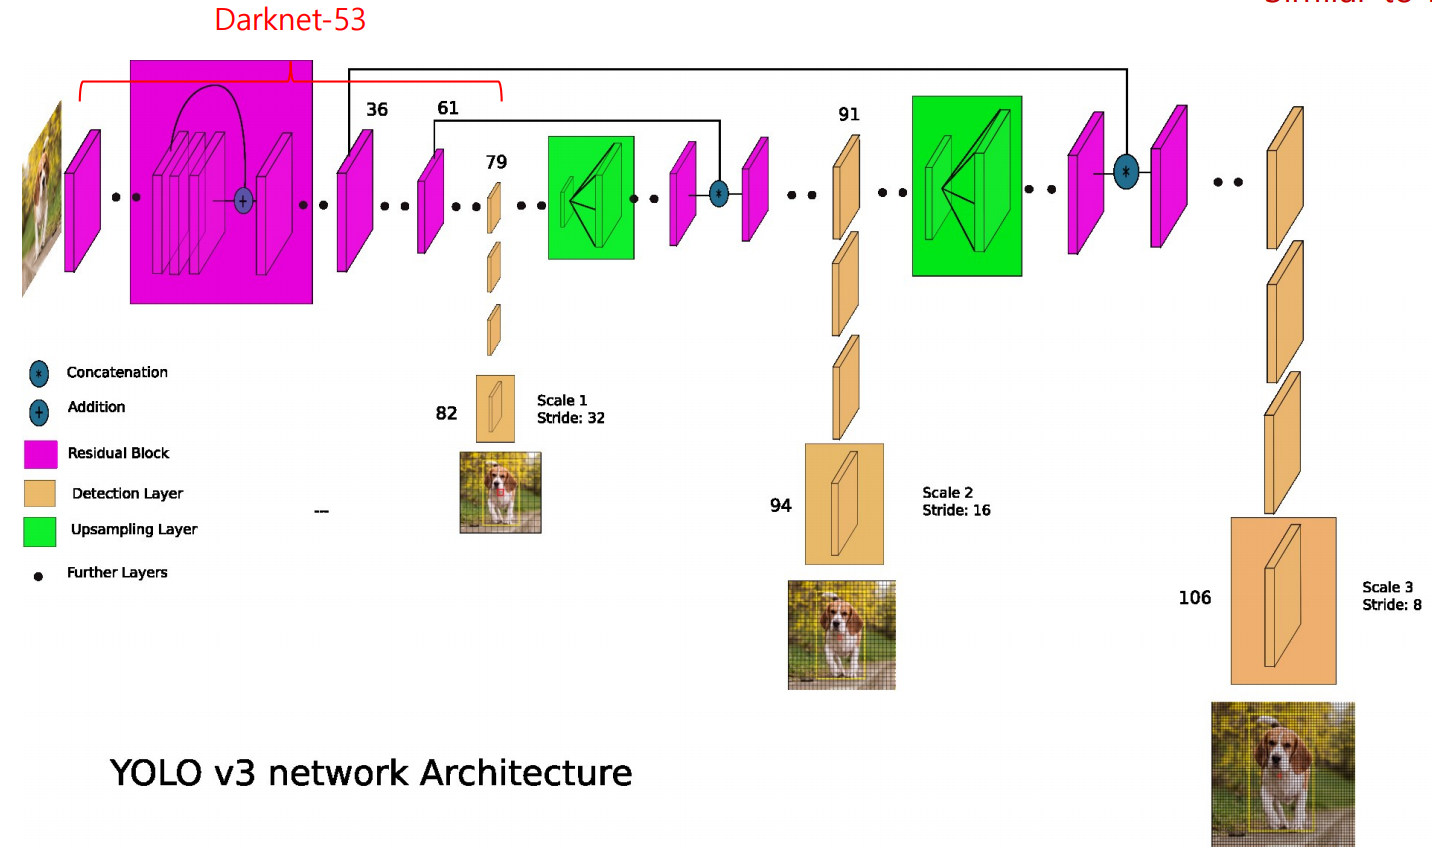 Darknet-53
36
61
79
91
Concatenation
Addition
Residual Block
Detection Layer
Upsampling Layer
Further Layers
---
82
Scale 1
Stride: 32
94
Scale 2
Stride: 16
106
Scale 3
Stride: 8
YOLO v3 network Architecture